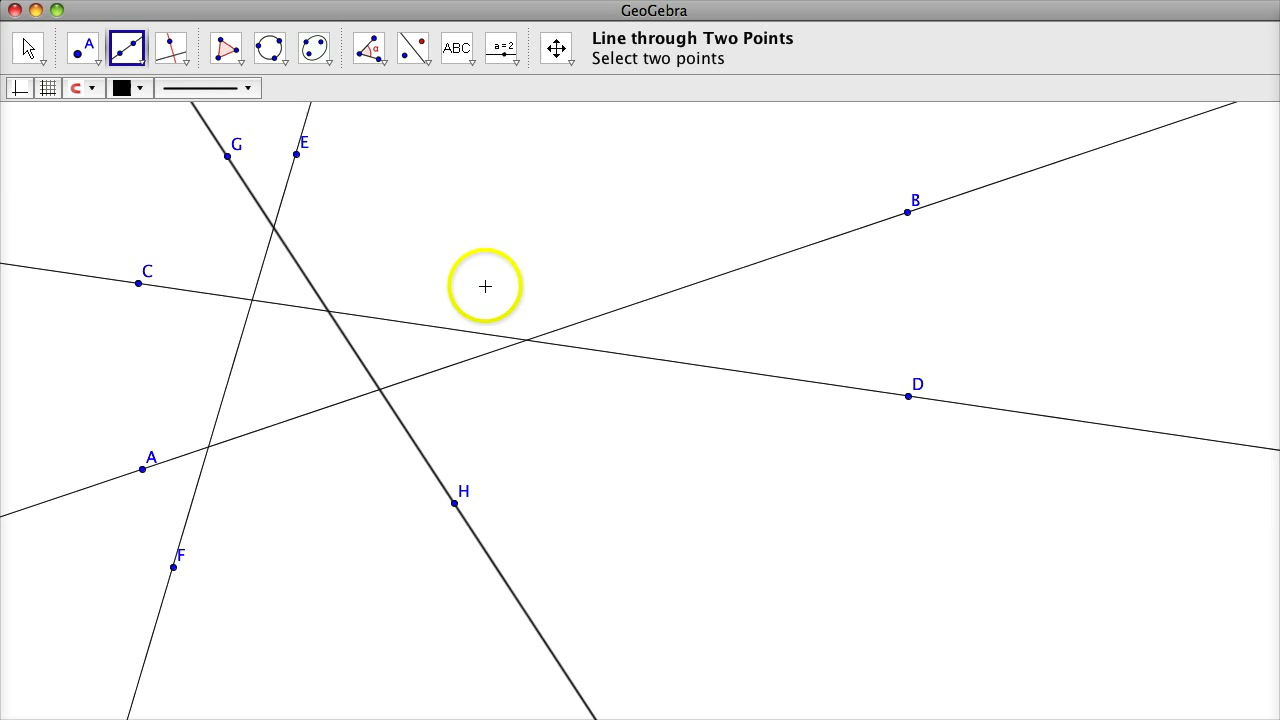 GeoGebra
A
α
ABC
a = 2
Line through Two Points
Select two points
G
E
B
C
D
A
H
F